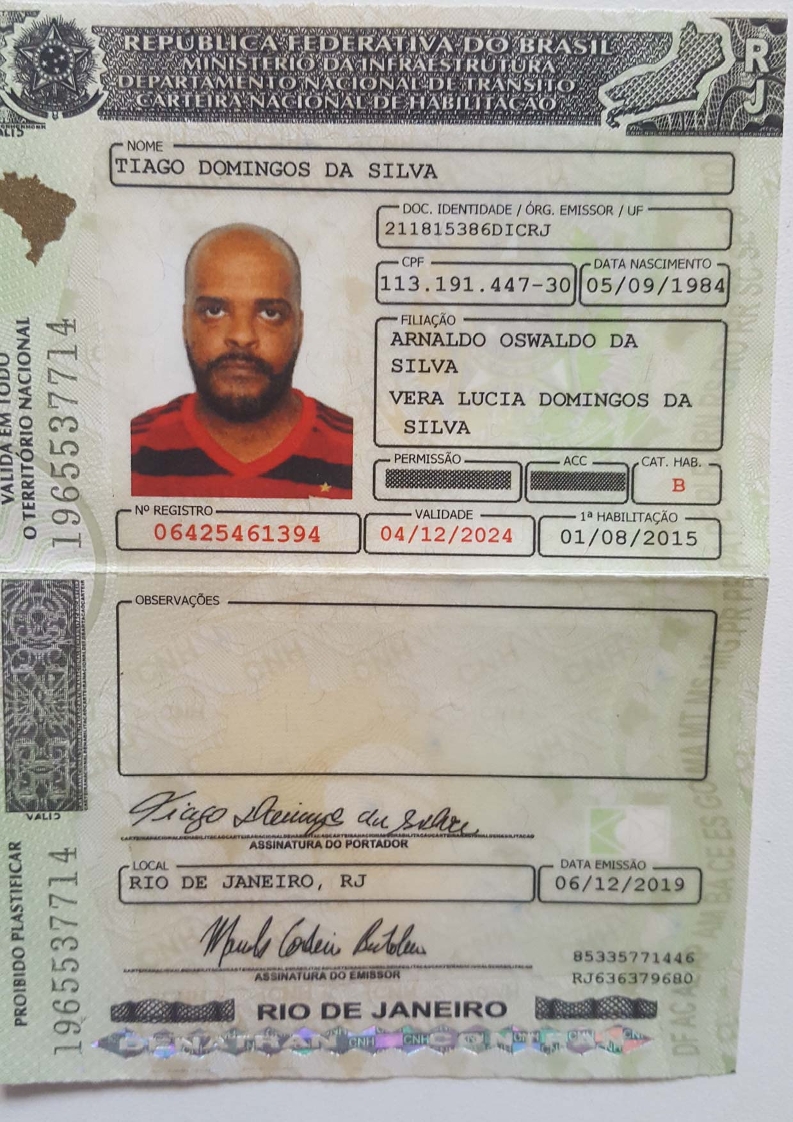 REPÚBLICA FEDERATIVA DO BRASIL
MINISTÉRIO DA INFRAESTRUTURA
DEPARTAMENTO NACIONAL DE TRÂNSITO
CARTEIRA NACIONAL DE HABILITAÇÃO
RJ
NOME
TIAGO DOMINGOS DA SILVA
DOC. IDENTIDADE / ÓRG. EMISSOR / UF
211815386DICRJ
CPF
113.191.447-30
DATA NASCIMENTO
05/09/1984
FILIAÇÃO
ARNALDO OSWALDO DA
SILVA
VERA LUCIA DOMINGOS DA
SILVA
PERMISSÃO
ACC
CAT. HAB.
B
Nº REGISTRO
06425461394
VALIDADE
04/12/2024
1ª HABILITAÇÃO
01/08/2015
VÁLIDA EM TODO
O TERRITÓRIO NACIONAL
1965537714
OBSERVAÇÕES
Tiago Domingos da Silva
ASSINATURA DO PORTADOR
LOCAL
RIO DE JANEIRO, RJ
DATA EMISSÃO
06/12/2019
ASSINATURA DO EMISSOR
85335771446
RJ636379680
RIO DE JANEIRO
PROIBIDO PLASTIFICAR
1965537714
DENATRAN CNH CONTRAN